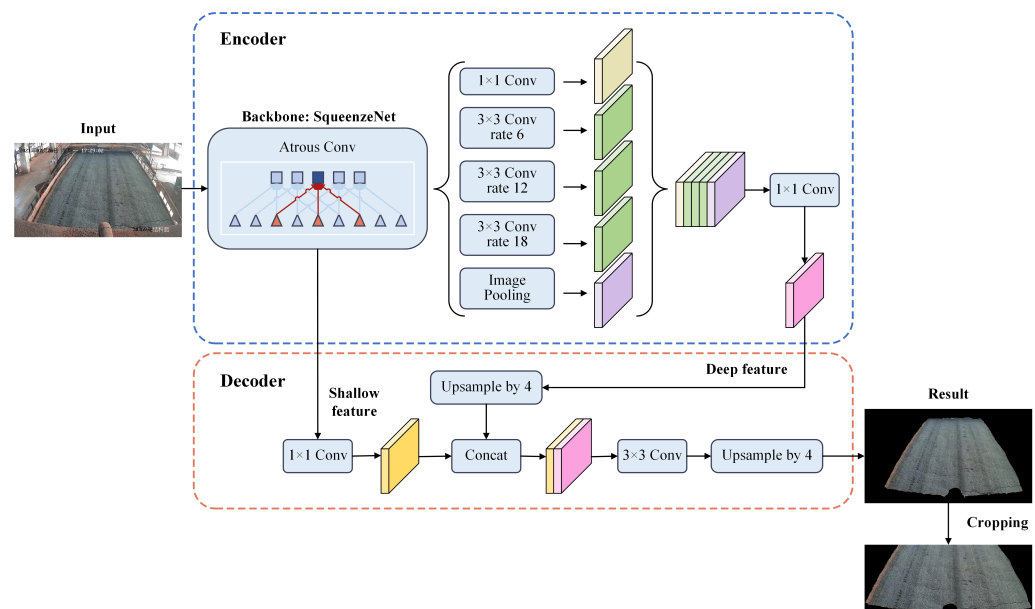 Encoder
Input
Backbone: SqueenzeNet
Atrous Conv
1×1 Conv
3×3 Conv
rate 6
3×3 Conv
rate 12
3×3 Conv
rate 18
Image
Pooling
1×1 Conv
Decoder
Shallow
feature
Deep feature
Upsample by 4
1×1 Conv
Concat
3×3 Conv
Upsample by 4
Result
Cropping